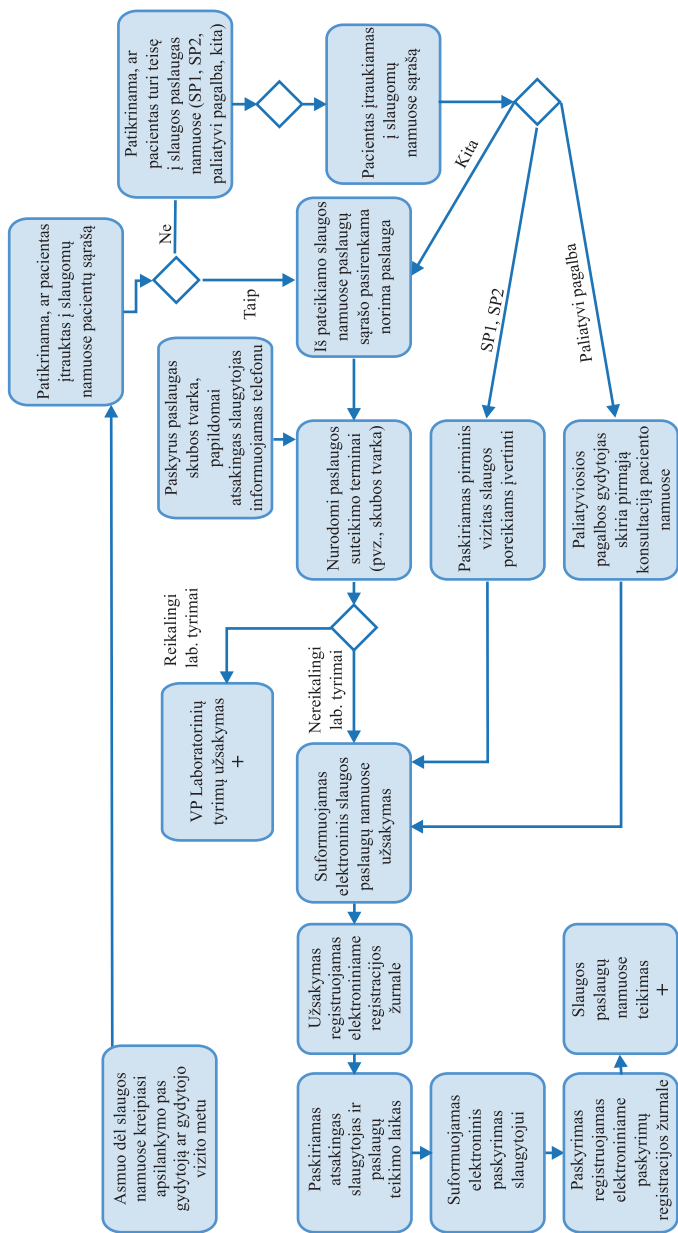 Asmuo dėl slaugos
namuose kreipiasi
apsilankymo pas
gydytoją ar gydytojo
vizito metu
Patikrinama, ar pacientas
įtrauktas į slaugomų
namuose pacientų sąrašą
Ne
Taip
Patikrinama, ar
pacientas turi teisę
į slaugos paslaugas
namuose (SP1, SP2,
paliatyvi pagalba, kita)
Pacientas įtraukiamas
į slaugomų
namuose sąrašą
Kita
SP1, SP2
Paliatyvi pagalba
Iš pateikiamo slaugos
namuose paslaugų
sąrašo pasirenkama
norima paslauga
Paskyrus paslaugas
skubos tvarka,
papildomai
atsakingas slaugytojas
informuojamas telefonu
Nurodomi paslaugos
suteikimo terminai
(pvz., skubos tvarka)
Paskiriamas pirminis
vizitas slaugos
poreikiams įvertinti
Paliatyviosios
pagalbos gydytojas
skiria pirmąją
konsultaciją paciento
namuose
Reikalingi
lab. tyrimai
Nereikalingi
lab. tyrimai
VP Laboratorinių
tyrimų užsakymas
+
Suformuojamas
elektroninis slaugos
paslaugų namuose
užsakymas
Užsakymas
registruojamas
elektroniniame
registracijos
žurnale
Paskiriamas
atsakingas
slaugytojas ir
paslaugų
teikimo laikas
Suformuojamas
elektroninis
paskyrimas
slaugytojui
Paskyrimas
registruojamas
elektroniniame
paskyrimų
registracijos žurnale
Slaugos
paslaugų
namuose
teikimas
+